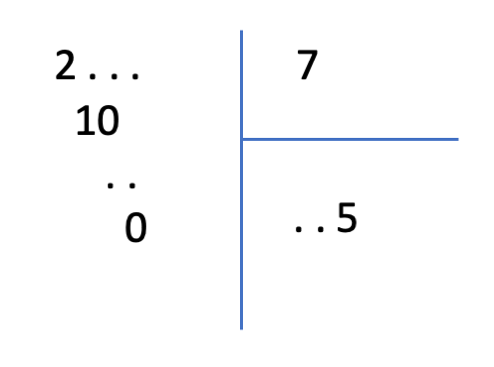 2 . . .
7
10
. .
0
. . 5